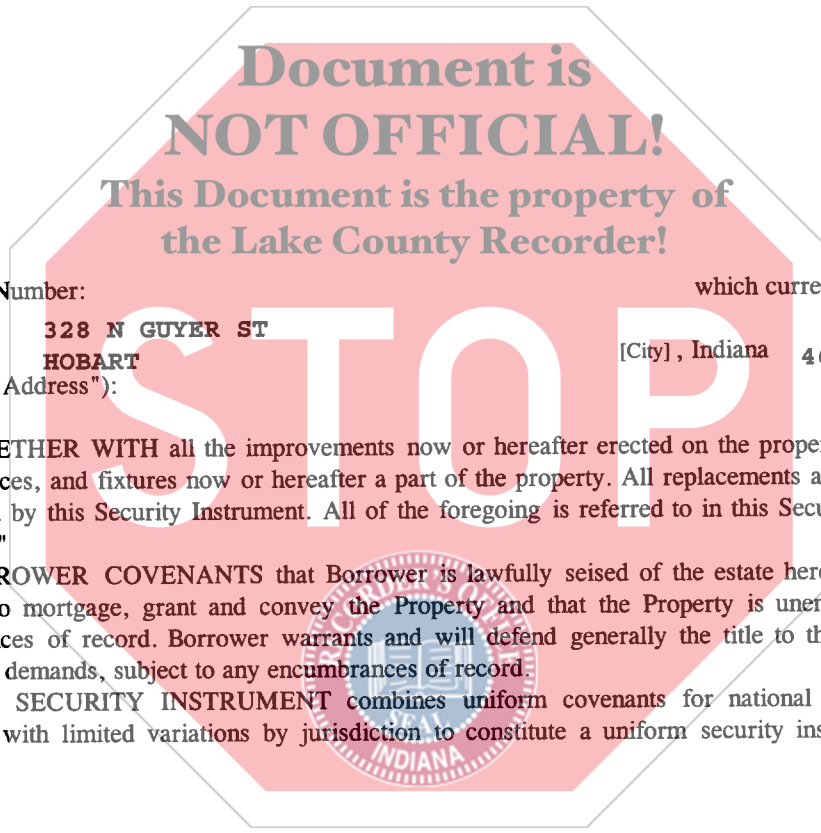 Document is
NOT OFFICIAL!
This Document is the property of
the Lake County Recorder!
Number: which curre
328 N GUYER ST
HOBART [City], Indiana 4
Address"):
STOP
ETHER WITH all the improvements now or hereafter erected on the proper
ces, and fixtures now or hereafter a part of the property. All replacements a
by this Security Instrument. All of the foregoing is referred to in this Secu
"
ROWER COVENANTS that Borrower is lawfully seised of the estate here
o mortgage, grant and convey the Property and that the Property is unen
ces of record. Borrower warrants and will defend generally the title to th
demands, subject to any encumbrances of record.
SECURITY INSTRUMENT combines uniform covenants for national
with limited variations by jurisdiction to constitute a uniform security ins
RECORDER'S OFFICE
SEAL
INDIANA